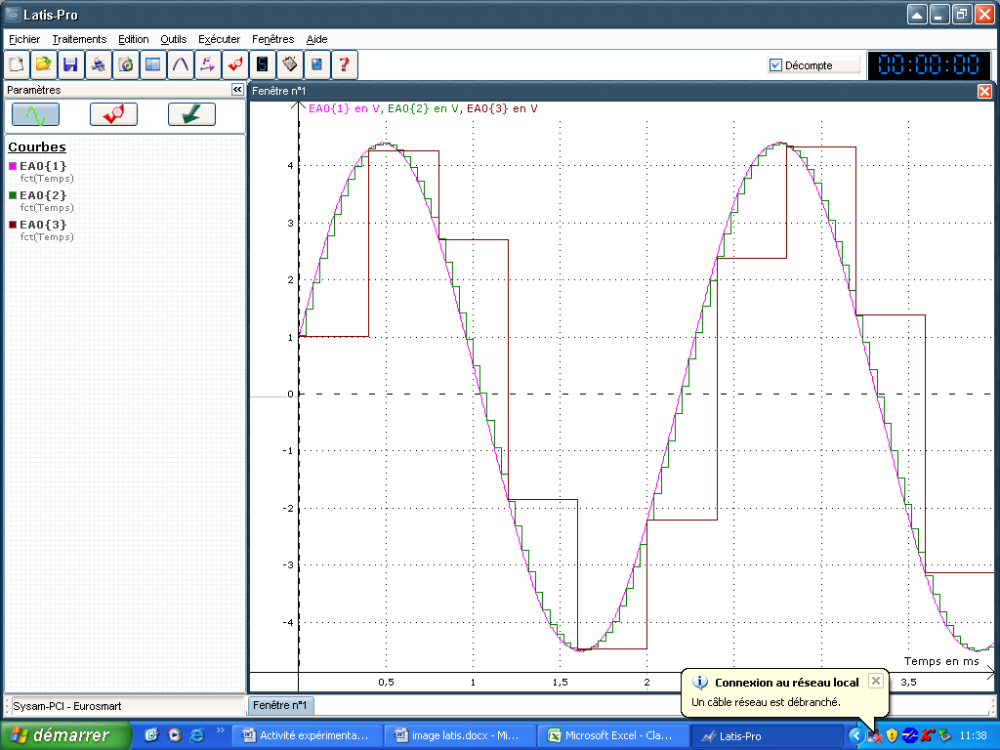 Latis-Pro
Fichier Traitements Edition Outils Exécuter Fenêtres Aide
Décompte
00:00:00
Paramètres
Fenêtre n°1
Courbes
EA0{1}
fct(Temps)
EA0{2}
fct(Temps)
EA0{3}
fct(Temps)
EA0{1} en V, EA0{2} en V, EA0{3} en V
4
3
2
1
0
-1
-2
-3
-4
Temps en ms
0,5 1 1,5 2 3,5
Connexion au réseau local
Un câble réseau est débranché.
Sysam-PCI - Eurosmart
Fenêtre n°1
démarrer
Activité expérimenta...
image latis.docx - Mi...
Microsoft Excel - Cla...
Latis-Pro
11:38